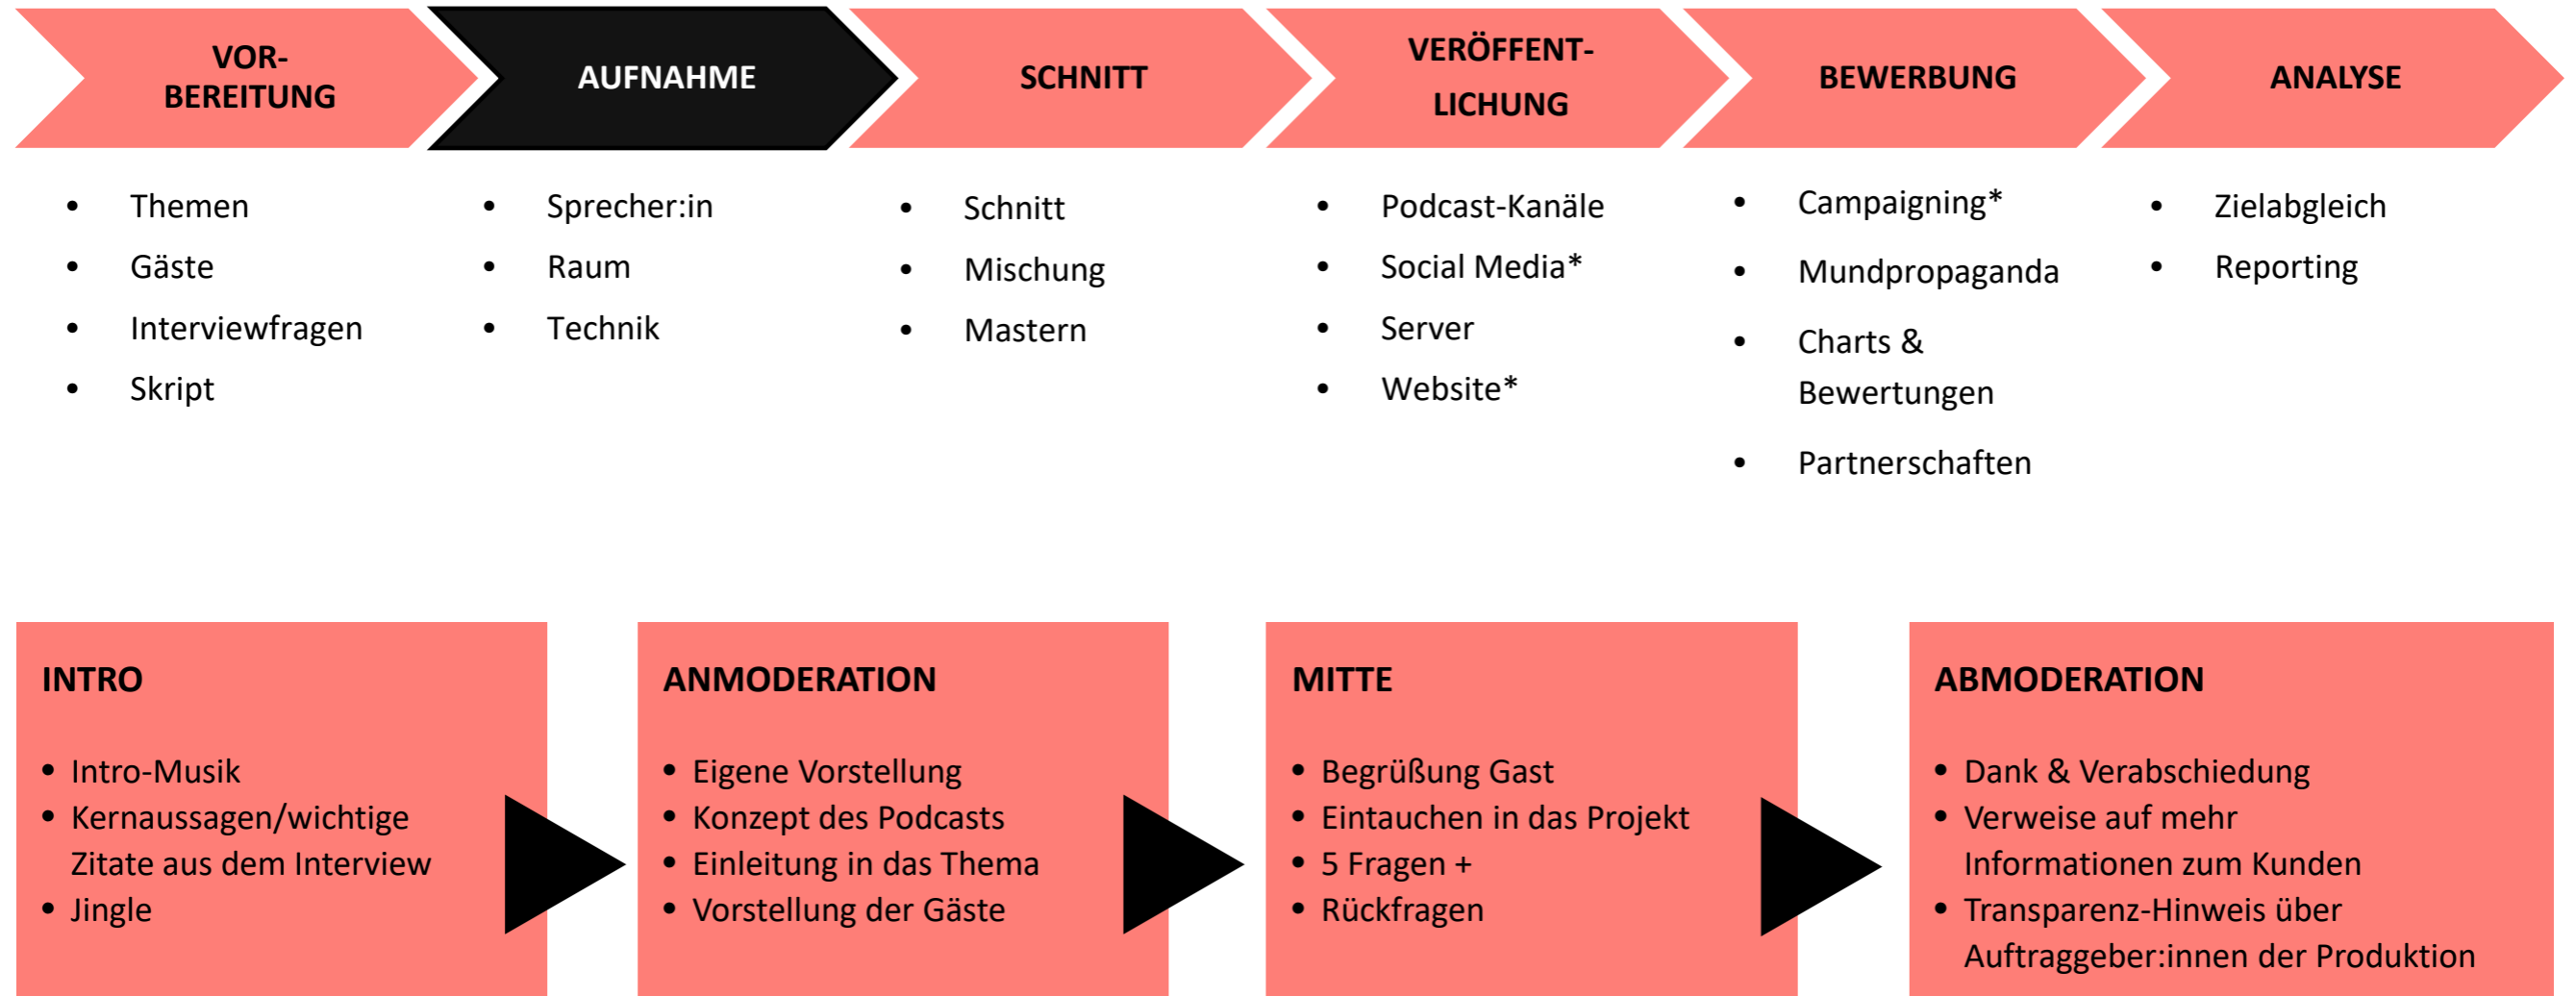 VOR-
BEREITUNG
AUFNAHME
SCHNITT
VERÖFFENT-
LICHUNG
BEWERBUNG
ANALYSE
• Themen
• Gäste
• Interviewfragen
• Skript
• Sprecher:in
• Raum
• Technik
• Schnitt
• Mischung
• Mastern
• Podcast-Kanäle
• Social Media*
• Server
• Website*
• Campaigning*
• Mundpropaganda
• Charts &
Bewertungen
• Partnerschaften
• Zielabgleich
• Reporting
INTRO
• Intro-Musik
• Kernaussagen/wichtige
Zitate aus dem Interview
• Jingle
ANMODERATION
• Eigene Vorstellung
• Konzept des Podcasts
• Einleitung in das Thema
• Vorstellung der Gäste
MITTE
• Begrüßung Gast
• Eintauchen in das Projekt
• 5 Fragen +
• Rückfragen
ABMODERATION
• Dank & Verabschiedung
• Verweise auf mehr
Informationen zum Kunden
• Transparenz-Hinweis über
Auftraggeber:innen der Produktion